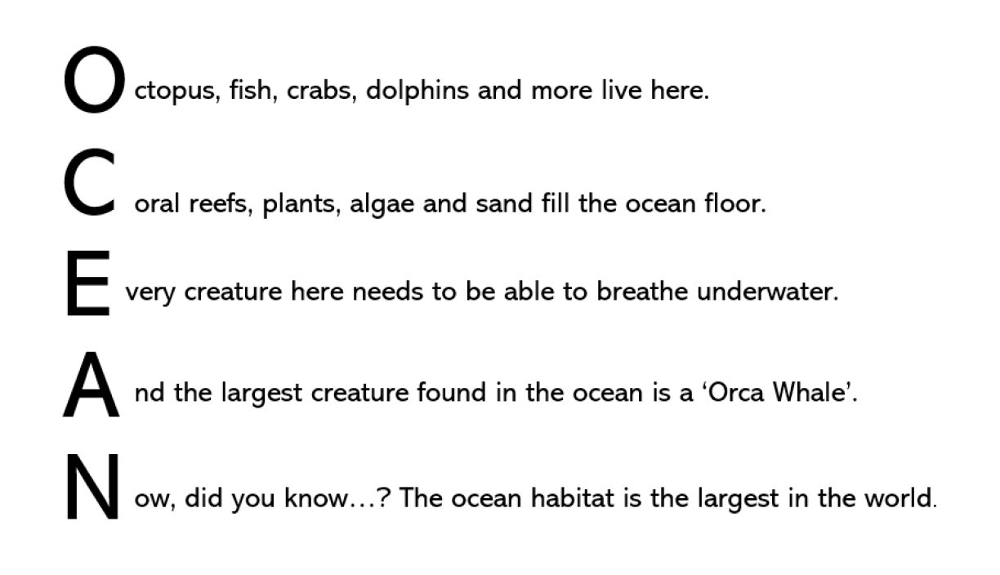 Octopus, fish, crabs, dolphins and more live here.
Coral reefs, plants, algae and sand fill the ocean floor.
Every creature here needs to be able to breathe underwater.
And the largest creature found in the ocean is a ‘Orca Whale’.
Now, did you know...? The ocean habitat is the largest in the world.